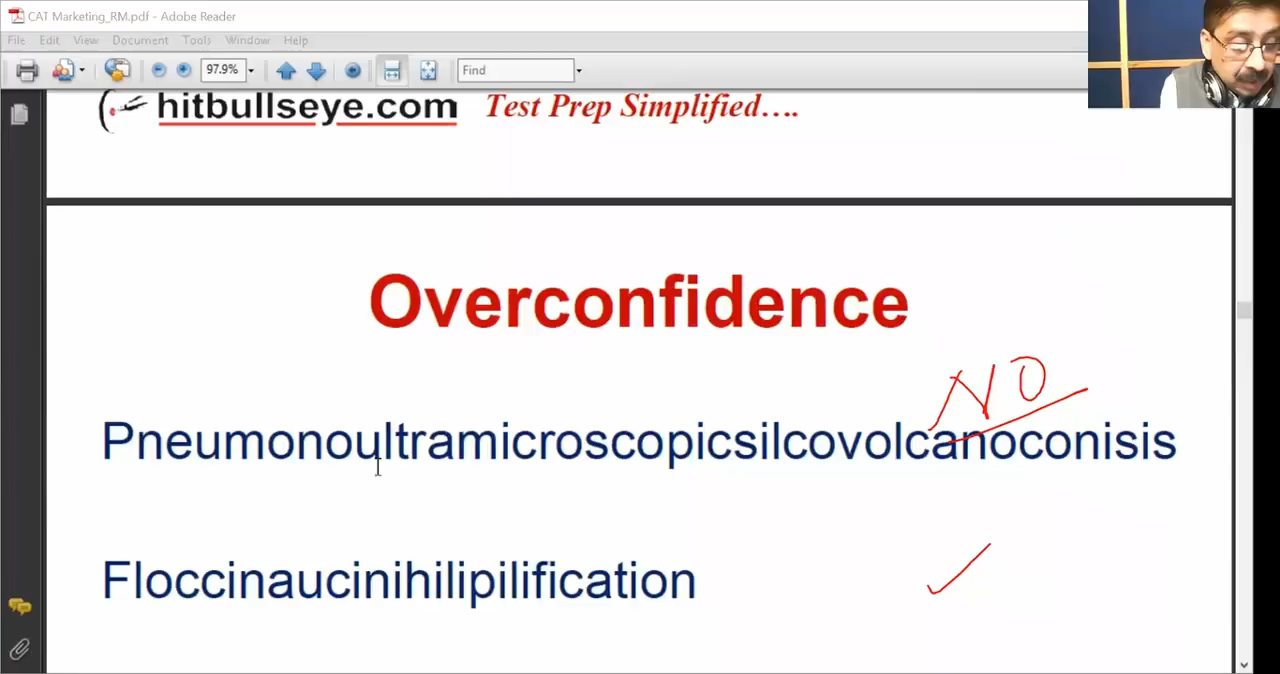 CAT Marketing_RM.pdf - Adobe Reader
File Edit View Document Tools Window Help
97.9% Find
hitbullseye.com Test Prep Simplified....
Overconfidence
NO
Pneumonoultramicroscopicsilcovolcanoconisis
Floccinaucinihilipilification